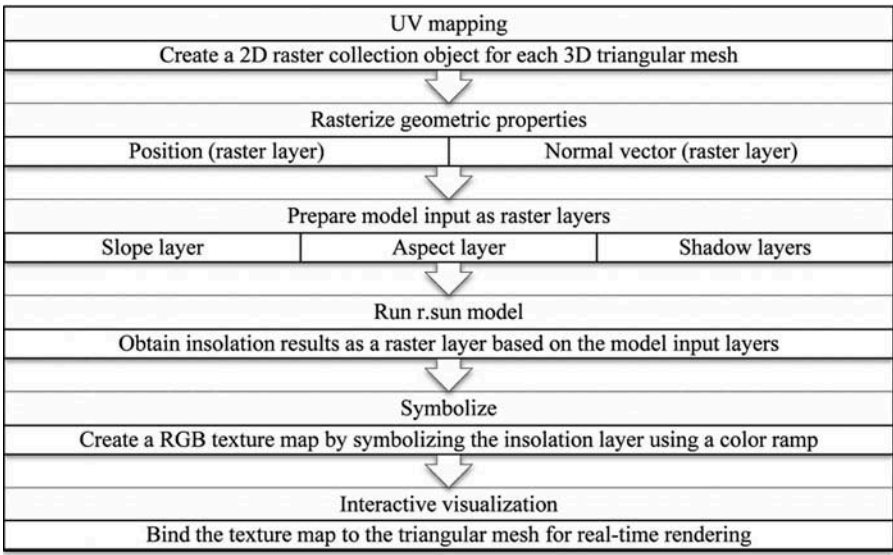 UV mapping
Create a 2D raster collection object for each 3D triangular mesh
Rasterize geometric properties
Position (raster layer)
Normal vector (raster layer)
Prepare model input as raster layers
Slope layer
Aspect layer
Shadow layers
Run r.sun model
Obtain insolation results as a raster layer based on the model input layers
Symbolize
Create a RGB texture map by symbolizing the insolation layer using a color ramp
Interactive visualization
Bind the texture map to the triangular mesh for real-time rendering